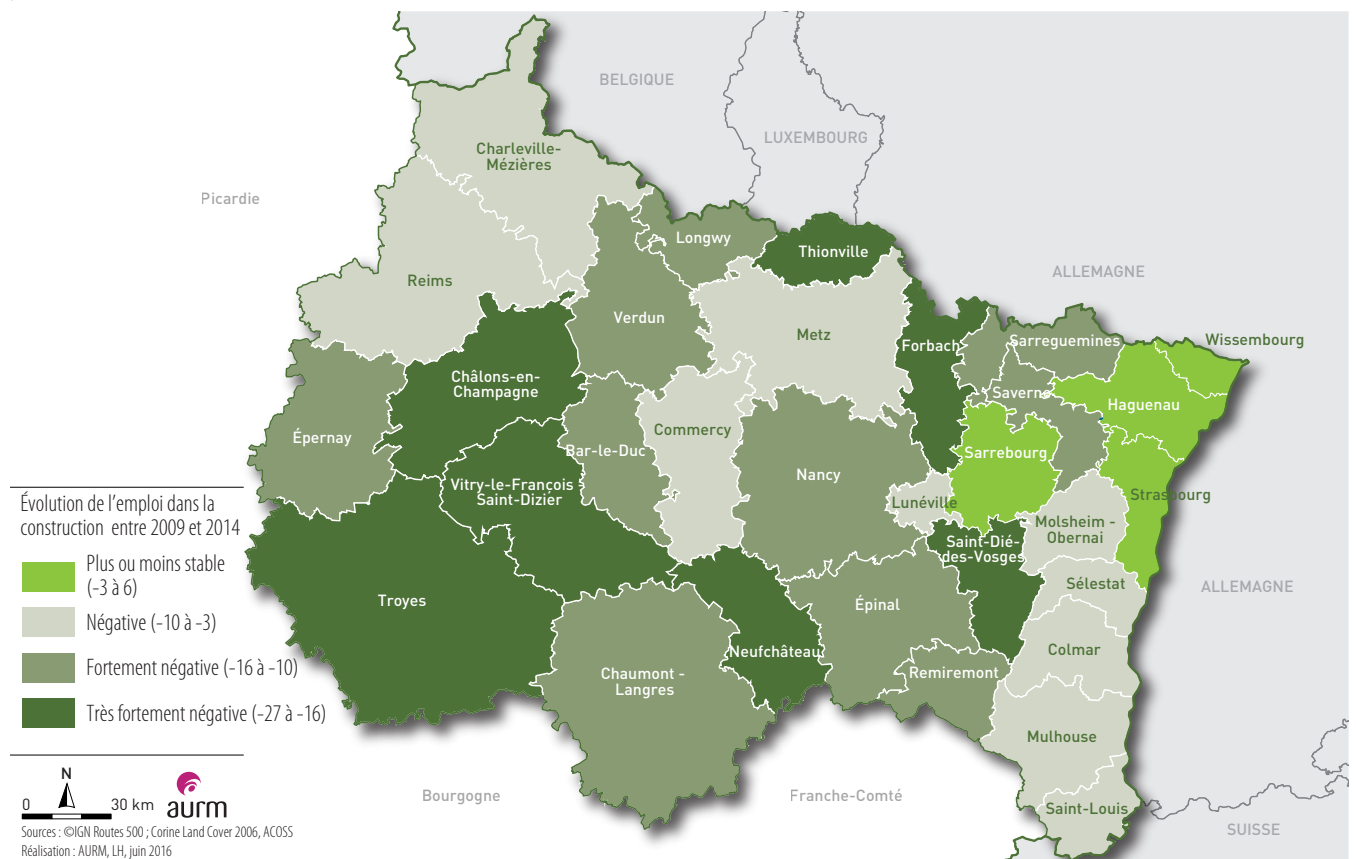 BELGIQUE
LUXEMBOURG
Charleville-
Mézières
Picardie
Longwy
Thionville
ALLEMAGNE
Reims
Verdun
Metz
Forbach
Sarreguemines
Wissembourg
Châlons-en-
Champagne
Saverne
Haguenau
Épernay
Commercy
Bar-le-Duc
Nancy
Sarrebourg
Vitry-le-François
Saint-Dizier
Lunéville
Strasbourg
Molsheim -
Obernai
Saint-Dié-
des-Vosges
Sélestat
ALLEMAGNE
Troyes
Épinal
Neufchâteau
Colmar
Chaumont -
Langres
Remiremont
Mulhouse
Saint-Louis
Bourgogne
Franche-Comté
SUISSE
Évolution de l'emploi dans la
construction entre 2009 et 2014
Plus ou moins stable
(-3 à 6)
Négative (-10 à -3)
Fortement négative (-16 à -10)
Très fortement négative (-27 à -16)
N
0 30 km
aurm
Sources : ©IGN Routes 500 ; Corine Land Cover 2006, ACOSS
Réalisation : AURM, LH, juin 2016